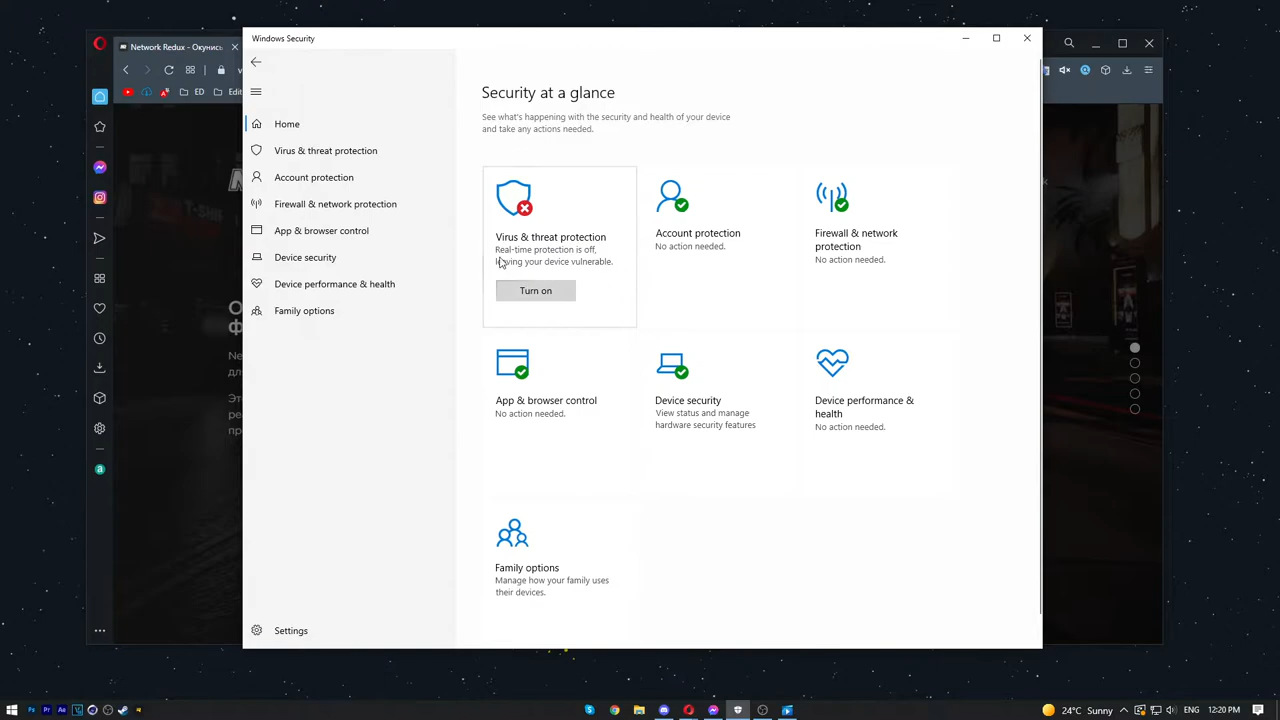 Windows Security
Network Redux - Окунись
ED
Edit
Home
Virus & threat protection
Account protection
Firewall & network protection
App & browser control
Device security
Device performance & health
Family options
Settings
Security at a glance
See what's happening with the security and health of your device
and take any actions needed.
Virus & threat protection
Real-time protection is off,
leaving your device vulnerable.
Turn on
Account protection
No action needed.
Firewall & network
protection
No action needed.
App & browser control
No action needed.
Device security
View status and manage
hardware security features
Device performance &
health
No action needed.
Family options
Manage how your family uses
their devices.
24°C Sunny
ENG
12:20 PM